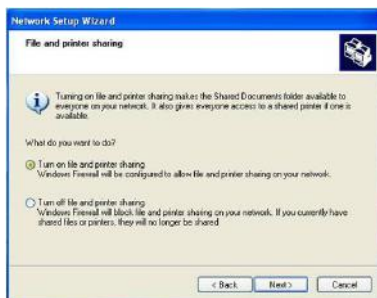 Network Setup Wizard
File and printer sharing
Turning on file and printer sharing makes the Shared Documents folder available to
everyone on your network. It also gives everyone access to a shared printer if one is
available.
What do you want to do?
Turn on file and printer sharing
Windows Firewall will be configured to allow file and printer sharing on your network.
Turn off file and printer sharing
Windows Firewall will block file and printer sharing on your network. If you currently have
shared files or printers, they will no longer be shared
< Back
Next >
Cancel